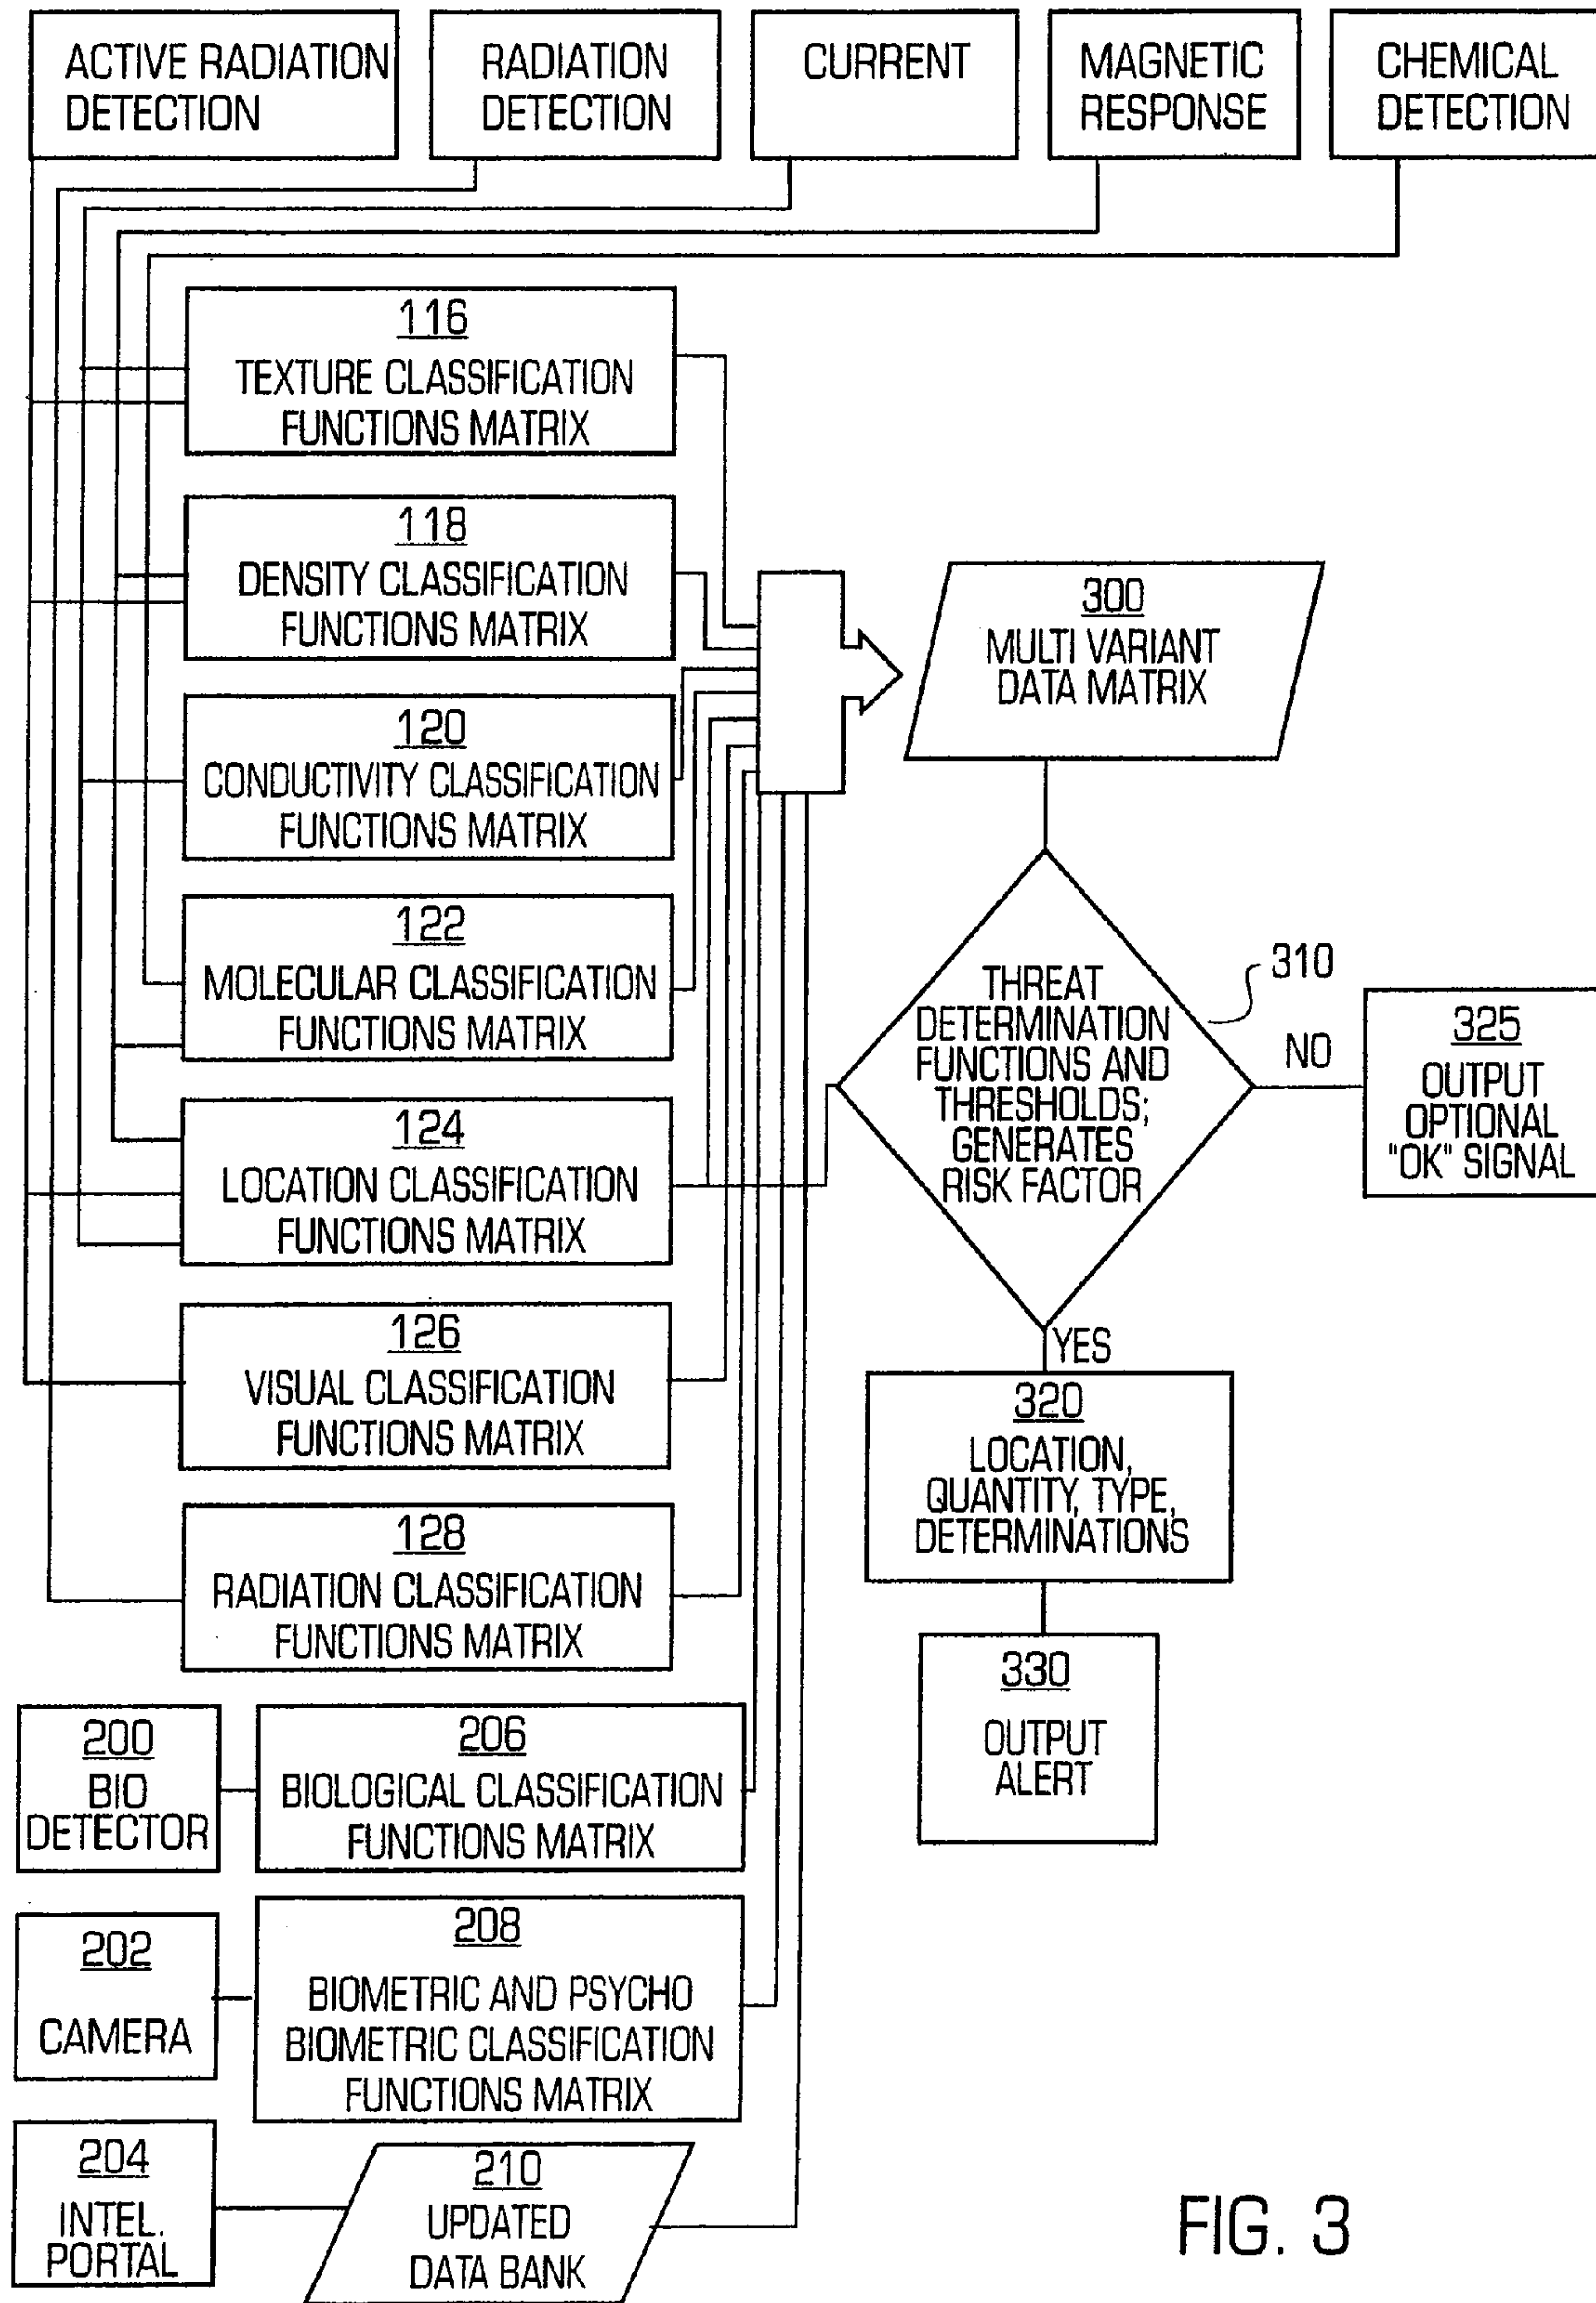 ACTIVE RADIATION
DETECTION
RADIATION
DETECTION
CURRENT
MAGNETIC
RESPONSE
CHEMICAL
DETECTION
116
TEXTURE CLASSIFICATION
FUNCTIONS MATRIX
118
DENSITY CLASSIFICATION
FUNCTIONS MATRIX
120
CONDUCTIVITY CLASSIFICATION
FUNCTIONS MATRIX
122
MOLECULAR CLASSIFICATION
FUNCTIONS MATRIX
124
LOCATION CLASSIFICATION
FUNCTIONS MATRIX
126
VISUAL CLASSIFICATION
FUNCTIONS MATRIX
128
RADIATION CLASSIFICATION
FUNCTIONS MATRIX
200
BIO
DETECTOR
206
BIOLOGICAL CLASSIFICATION
FUNCTIONS MATRIX
202
CAMERA
208
BIOMETRIC AND PSYCHO
BIOMETRIC CLASSIFICATION
FUNCTIONS MATRIX
204
INTEL.
PORTAL
210
UPDATED
DATA BANK
300
MULTI VARIANT
DATA MATRIX
310
THREAT
DETERMINATION
FUNCTIONS AND
THRESHOLDS;
GENERATES
RISK FACTOR
NO
325
OUTPUT
OPTIONAL
"OK" SIGNAL
YES
320
LOCATION,
QUANTITY, TYPE,
DETERMINATIONS
330
OUTPUT
ALERT
FIG. 3